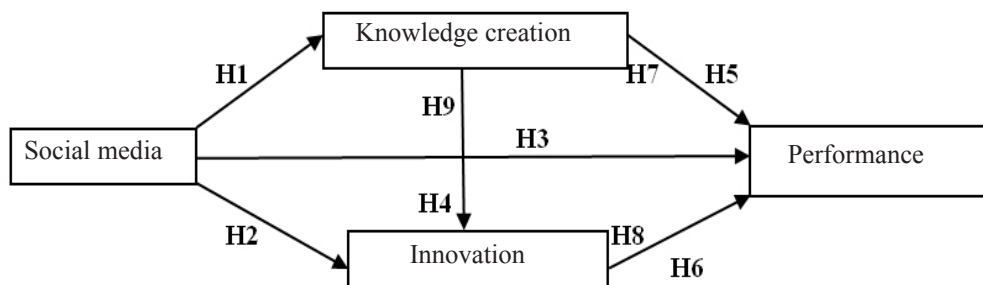 Knowledge creation
H1
H7
H5
H9
Social media
H3
Performance
H4
H2
Innovation
H8
H6